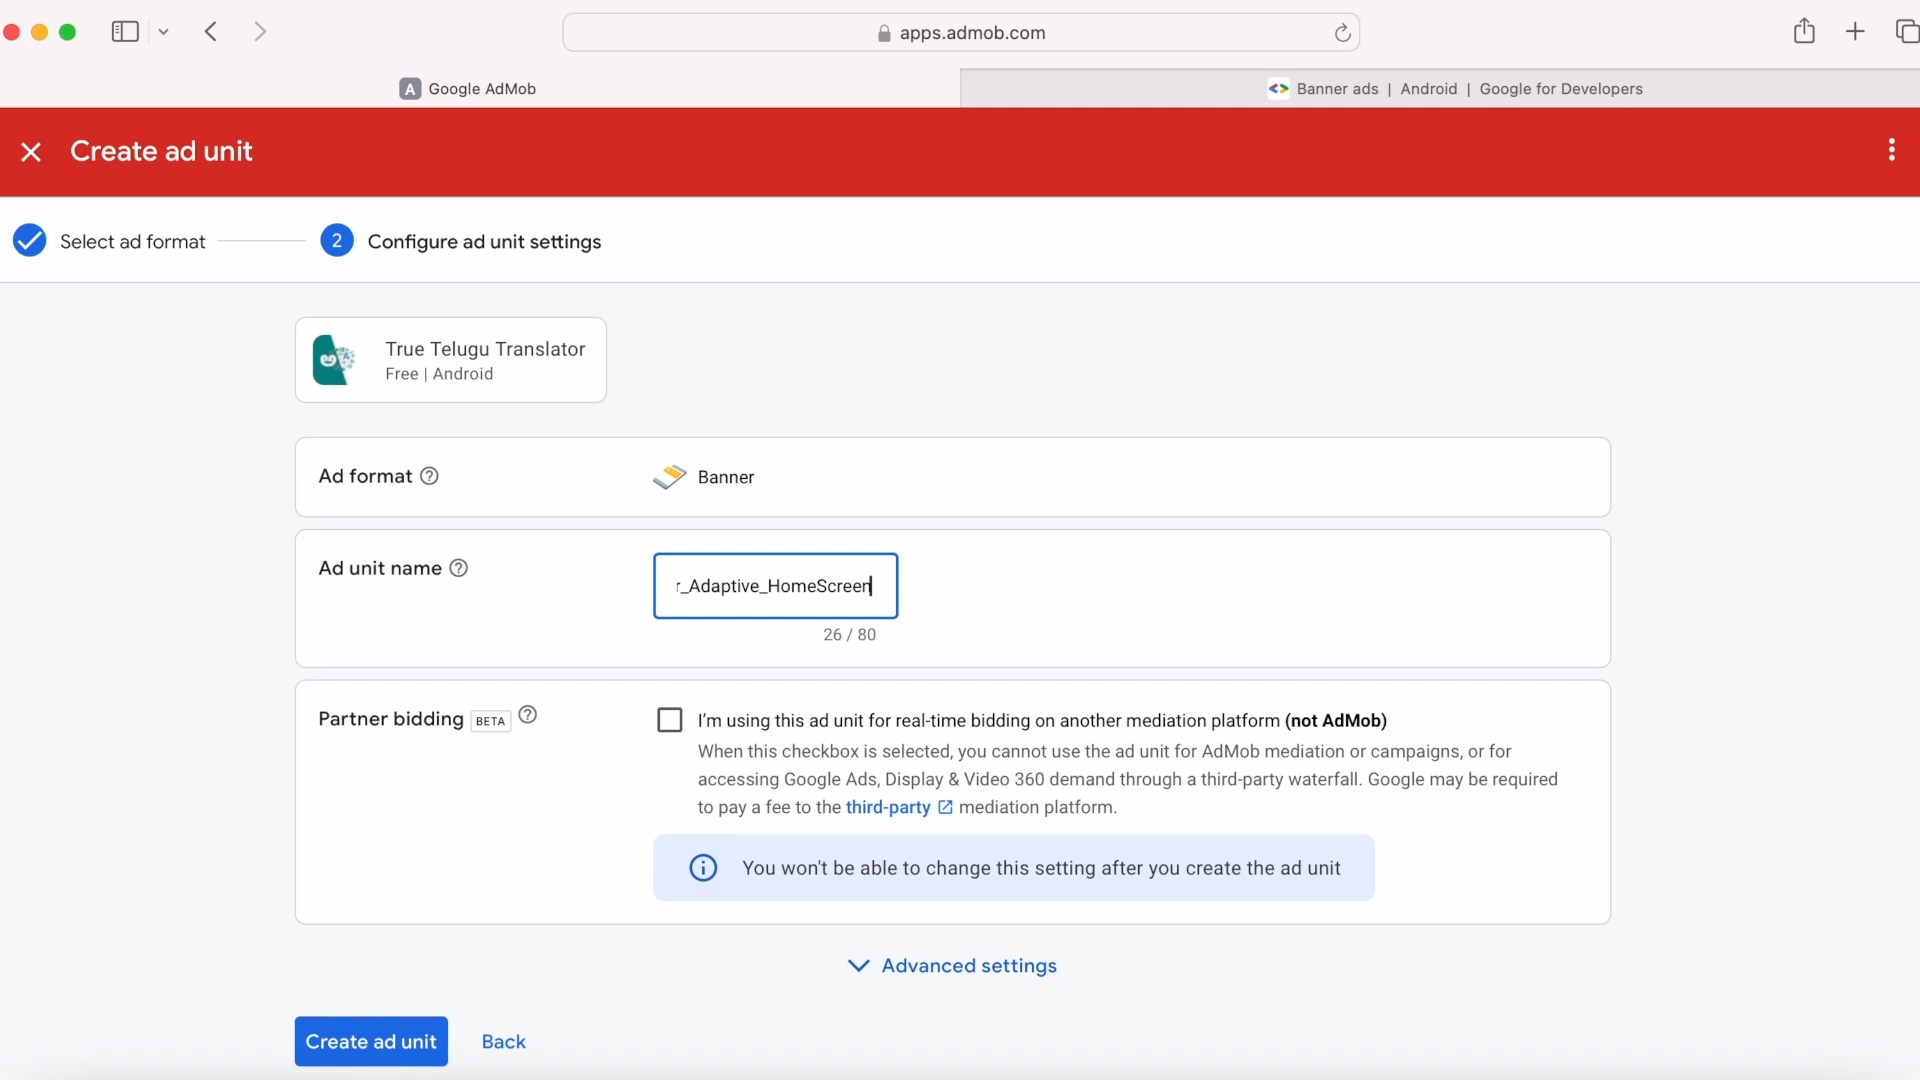 apps.admob.com
A Google AdMob
Banner ads | Android | Google for Developers
Create ad unit
Select ad format
2 Configure ad unit settings
True Telugu Translator
Free | Android
Ad format
Banner
Ad unit name
r_Adaptive_HomeScreen
26 / 80
Partner bidding BETA
I'm using this ad unit for real-time bidding on another mediation platform (not AdMob)
When this checkbox is selected, you cannot use the ad unit for AdMob mediation or campaigns, or for
accessing Google Ads, Display & Video 360 demand through a third-party waterfall. Google may be required
to pay a fee to the third-party mediation platform.
You won't be able to change this setting after you create the ad unit
Advanced settings
Create ad unit
Back